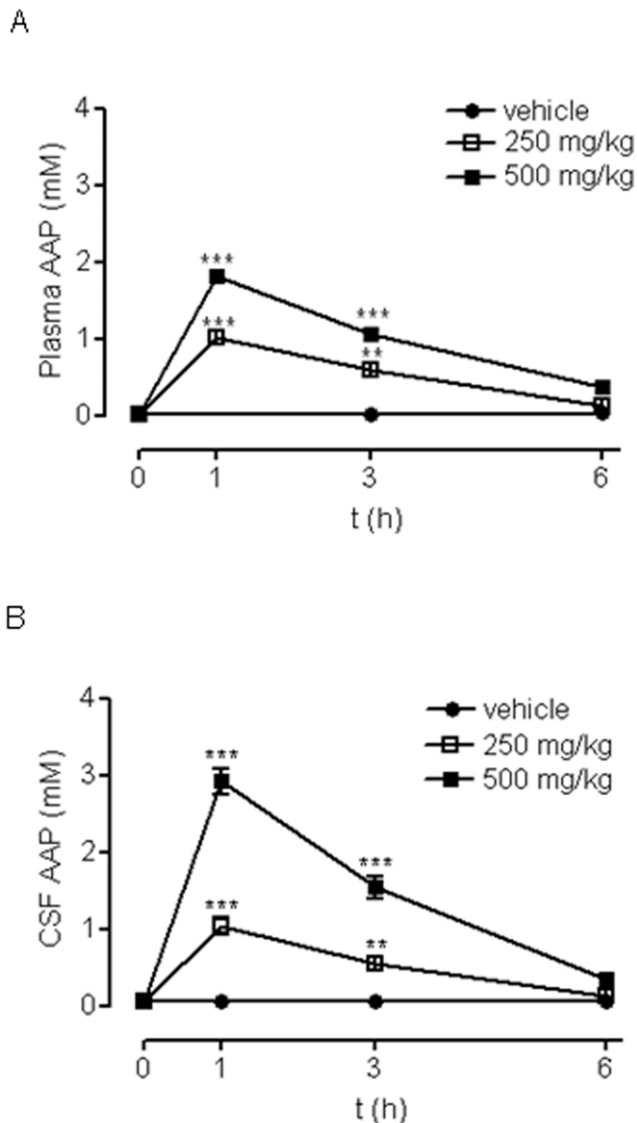 A
4
3
2
1
0
Plasma AAP (mM)
vehicle
250 mg/kg
500 mg/kg
***
***
***
**
0 1 3 6
t (h)
B
4
3
2
1
0
CSF AAP (mM)
vehicle
250 mg/kg
500 mg/kg
***
***
***
**
0 1 3 6
t (h)